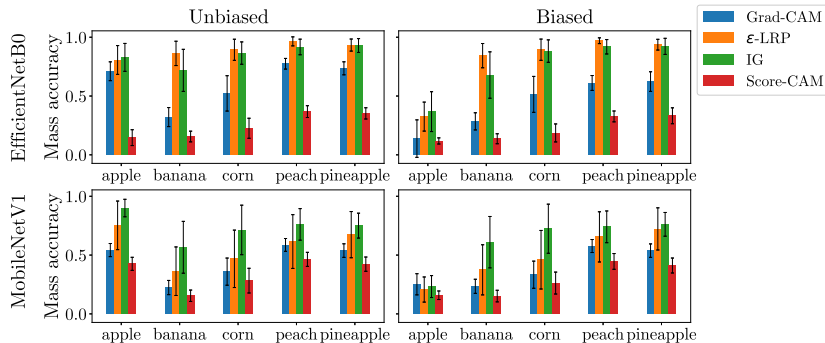 Unbiased
Biased
Grad-CAM
ε-LRP
IG
Score-CAM
EfficientNetB0
Mass accuracy
1.0
0.5
0.0
apple banana corn peach pineapple
apple banana corn peach pineapple
MobileNetV1
Mass accuracy
1.0
0.5
0.0
apple banana corn peach pineapple
apple banana corn peach pineapple